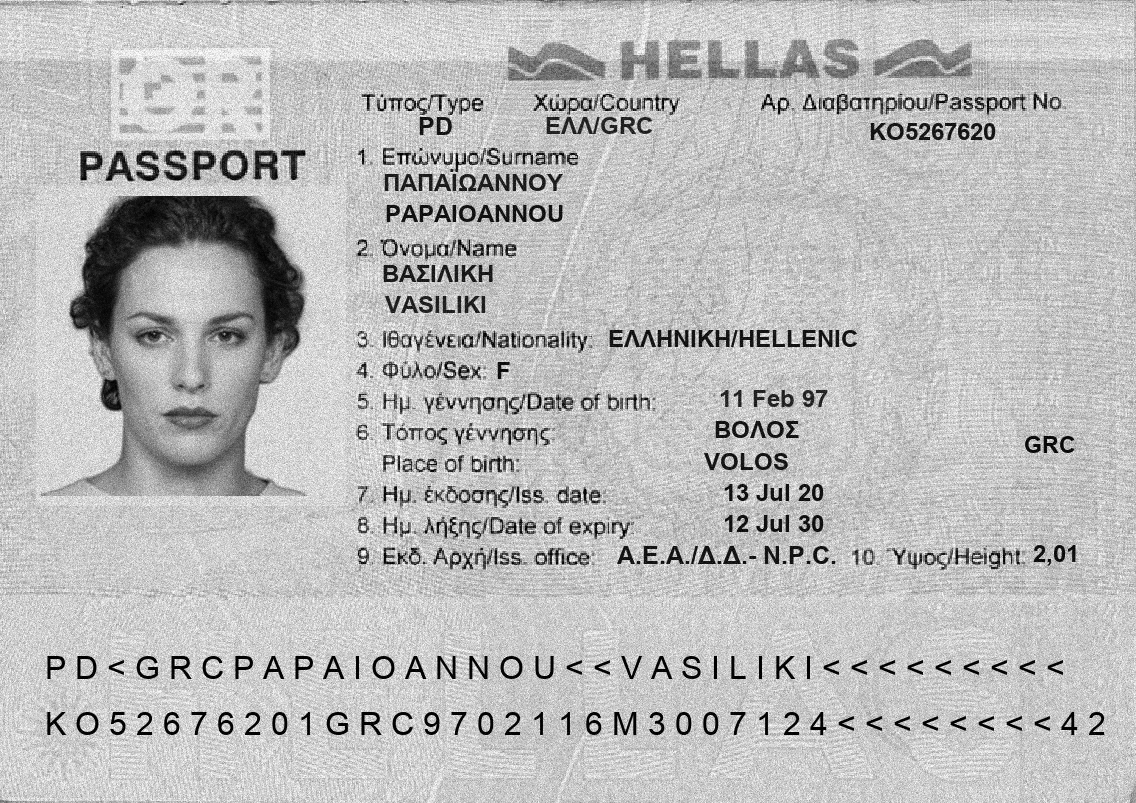 HELLAS
GR
PASSPORT
Τύπος/Type Χώρα/Country Αρ. Διαβατηρίου/Passport No.
PD ΕΛΛ/GRC KO5267620
1. Επώνυμο/Surname
ΠΑΠΑΪΩΑΝΝΟΥ
PAPAIOANNOU
2. Όνομα/Name
ΒΑΣΙΛΙΚΗ
VASILIKI
3. Ιθαγένεια/Nationality: ΕΛΛΗΝΙΚΗ/HELLENIC
4. Φύλο/Sex: F
5. Ημ. γέννησης/Date of birth: 11 Feb 97
6. Τόπος γέννησης: ΒΟΛΟΣ
GRC
Place of birth: VOLOS
7. Ημ. έκδοσης/Iss. date: 13 Jul 20
8. Ημ. λήξης/Date of expiry: 12 Jul 30
9 Εκδ. Αρχή/Iss. office: Α.Ε.Α./Δ.Δ.- N.P.C. 10. Ύψος/Height: 2,01
PD<GRCPAPAIOANNOU<<VASILIKI<<<<<<<<<
KO52676201GRC9702116M3007124<<<<<<<<42